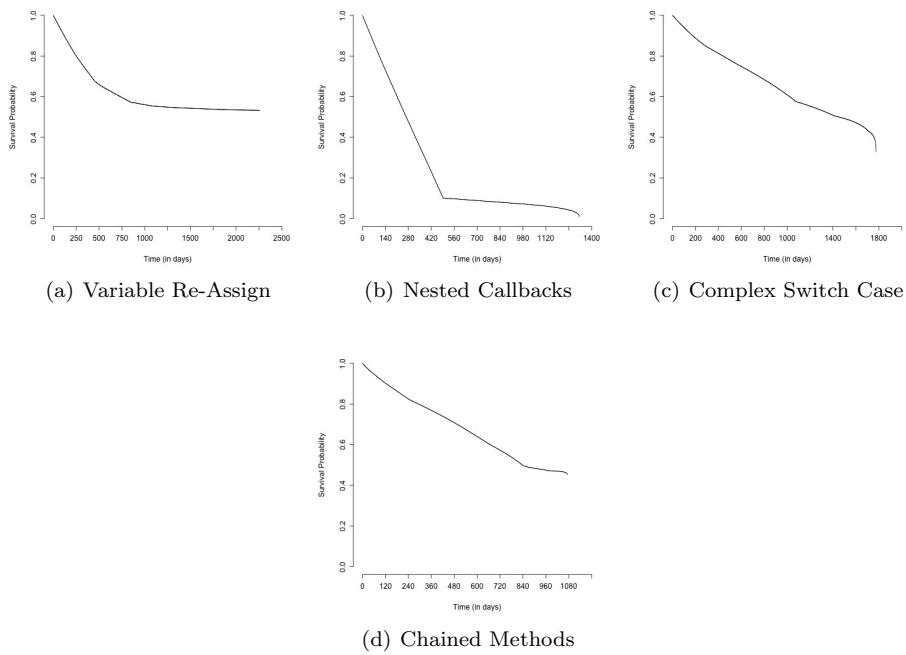 Survival Probability
1.0
0.8
0.6
0.4
0.2
0.0
0 250 500 750 1000 1500 2000 2500
Time (in days)
(a) Variable Re-Assign
Survival Probability
1.0
0.8
0.6
0.4
0.2
0.0
0 140 280 420 560 700 840 980 1120 1400
Time (in days)
(b) Nested Callbacks
Survival Probability
1.0
0.8
0.6
0.4
0.2
0.0
0 200 400 600 800 1000 1400 1800
Time (in days)
(c) Complex Switch Case
Survival Probability
1.0
0.8
0.6
0.4
0.2
0.0
0 120 240 360 480 600 720 840 960 1080
Time (in days)
(d) Chained Methods